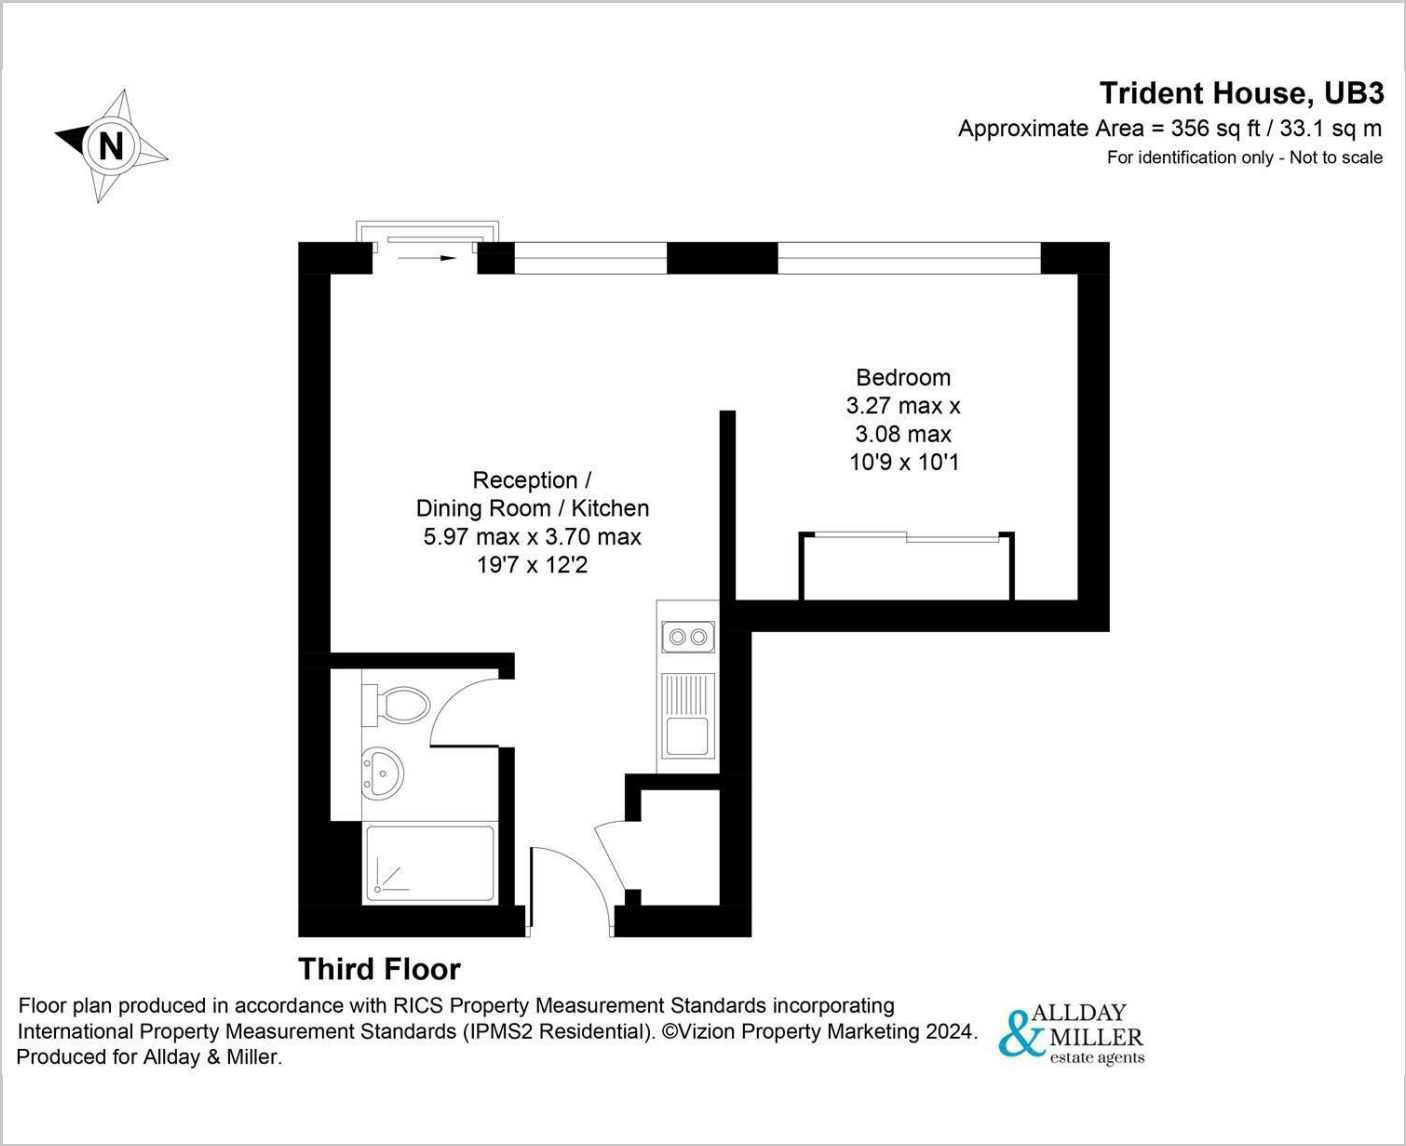 N
Trident House, UB3
Approximate Area = 356 sq ft / 33.1 sq m
For identification only - Not to scale
Bedroom
3.27 max x
3.08 max
10'9 x 10'1
Reception /
Dining Room / Kitchen
5.97 max x 3.70 max
19'7 x 12'2
Third Floor
Floor plan produced in accordance with RICS Property Measurement Standards incorporating
International Property Measurement Standards (IPMS2 Residential). ©Vizion Property Marketing 2024.
Produced for Allday & Miller.
ALLDAY
& MILLER
estate agents